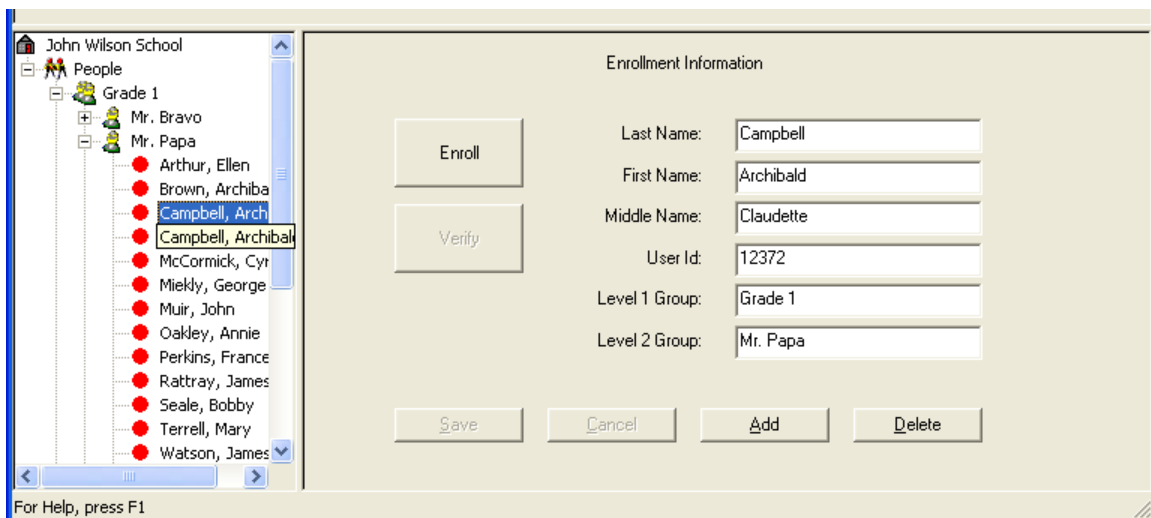 John Wilson School
People
Grade 1
Mr. Bravo
Mr. Papa
Arthur, Ellen
Brown, Archiba
Campbell, Arch
Campbell, Archibald
McCormick, Cyr
Miekly, George
Muir, John
Oakley, Annie
Perkins, France
Rattray, James
Seale, Bobby
Terrell, Mary
Watson, James
Enrollment Information
Enroll
Verify
Last Name: Campbell
First Name: Archibald
Middle Name: Claudette
User Id: 12372
Level 1 Group: Grade 1
Level 2 Group: Mr. Papa
Save Cancel Add Delete
For Help, press F1